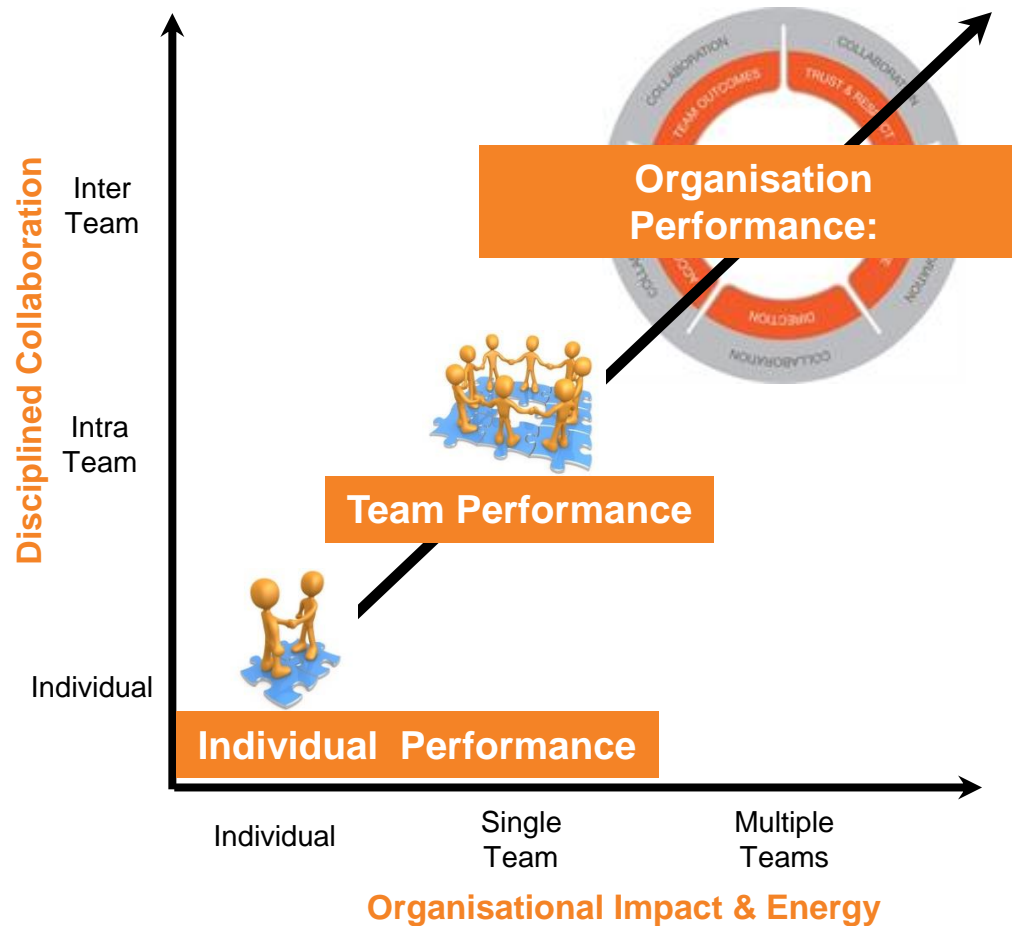 COLLABORATION
COLLABORATION
TEAM OUTCOMES
TRUST & RESPECT
Organisation
Performance:
DIRECTION
COLLABORATION
Disciplined Collaboration
Inter
Team
Intra
Team
Individual
Team Performance
Individual Performance
Individual
Single
Team
Multiple
Teams
Organisational Impact & Energy